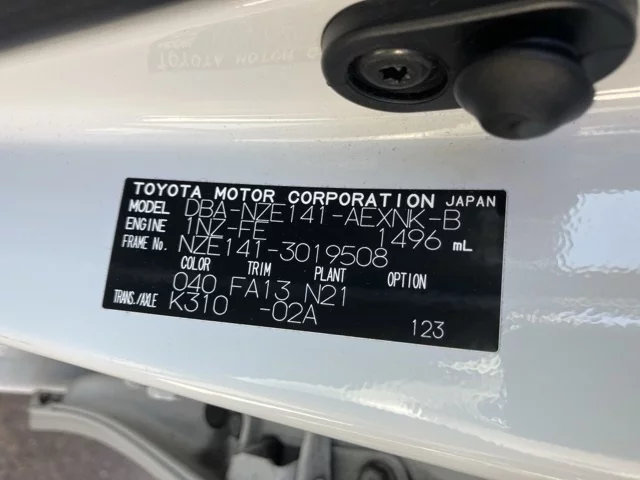 TOYOTA MOTOR CORPORATION JAPAN
MODEL DBA-NZE141-AEXNK-B
ENGINE 1NZ-FE 1496 mL
FRAME No. NZE141-3019508
COLOR TRIM PLANT OPTION
040 FA13 N21
TRANS./AXLE K310 -02A
123